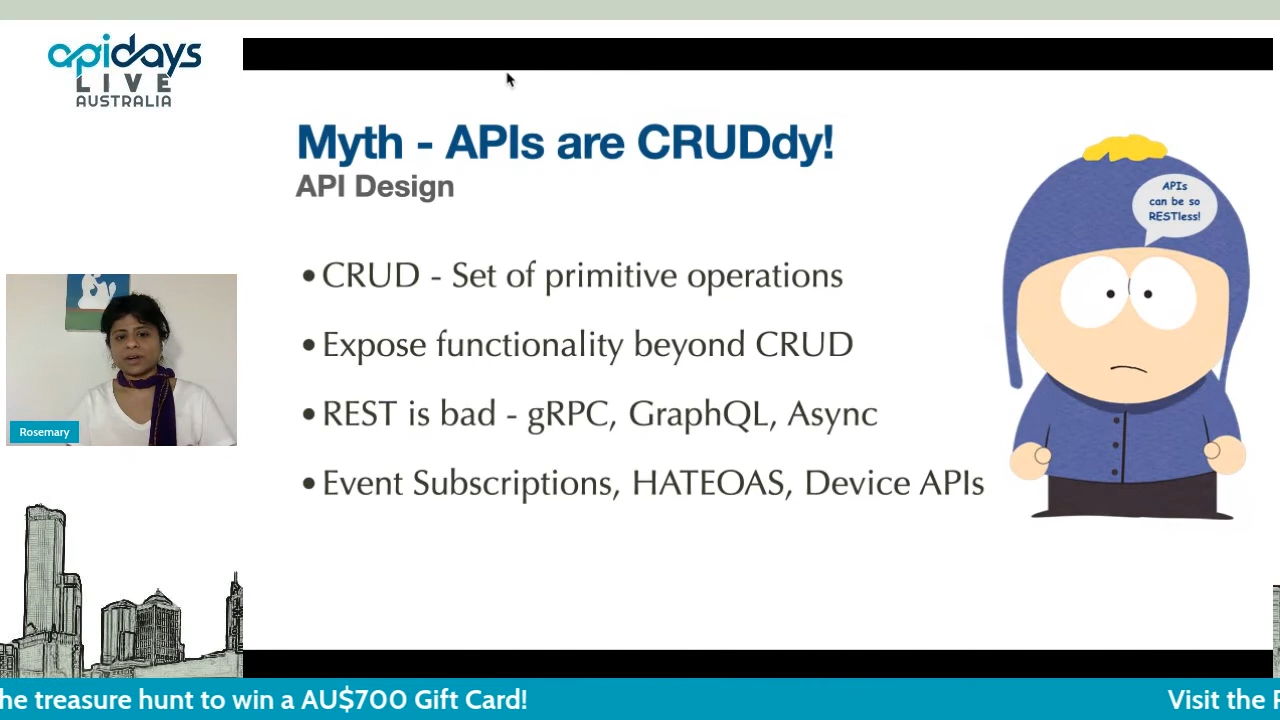 apidays
LIVE
AUSTRALIA
Myth - APIs are CRUDdy!
API Design
• CRUD - Set of primitive operations
• Expose functionality beyond CRUD
• REST is bad - gRPC, GraphQL, Async
• Event Subscriptions, HATEOAS, Device APIs
APIs
can be so
RESTless!
Rosemary
he treasure hunt to win a AU$700 Gift Card!
Visit the